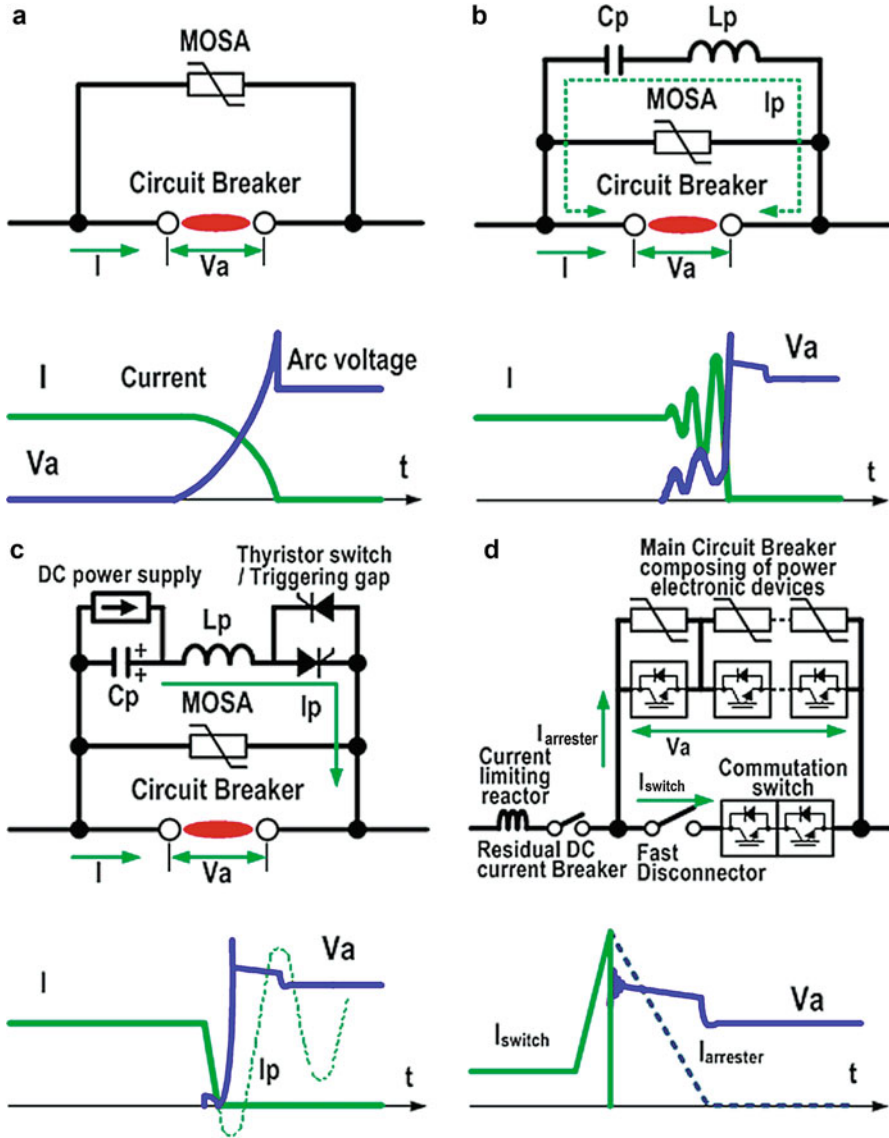 a
MOSA
Circuit Breaker
I
Va
I
Current
Arc voltage
Va
t
b
Cp
Lp
MOSA
Ip
Circuit Breaker
I
Va
I
Va
t
c
DC power supply
Thyristor switch
/ Triggering gap
Lp
++
Cp
MOSA
Ip
Circuit Breaker
I
Va
I
Va
Ip
t
d
Main Circuit Breaker
composing of power
electronic devices
Iarrester
Va
Current
limiting
reactor
Iswitch
Commutation
switch
Residual DC
current Breaker
Fast
Disconnector
Iswitch
Va
Iarrester
t